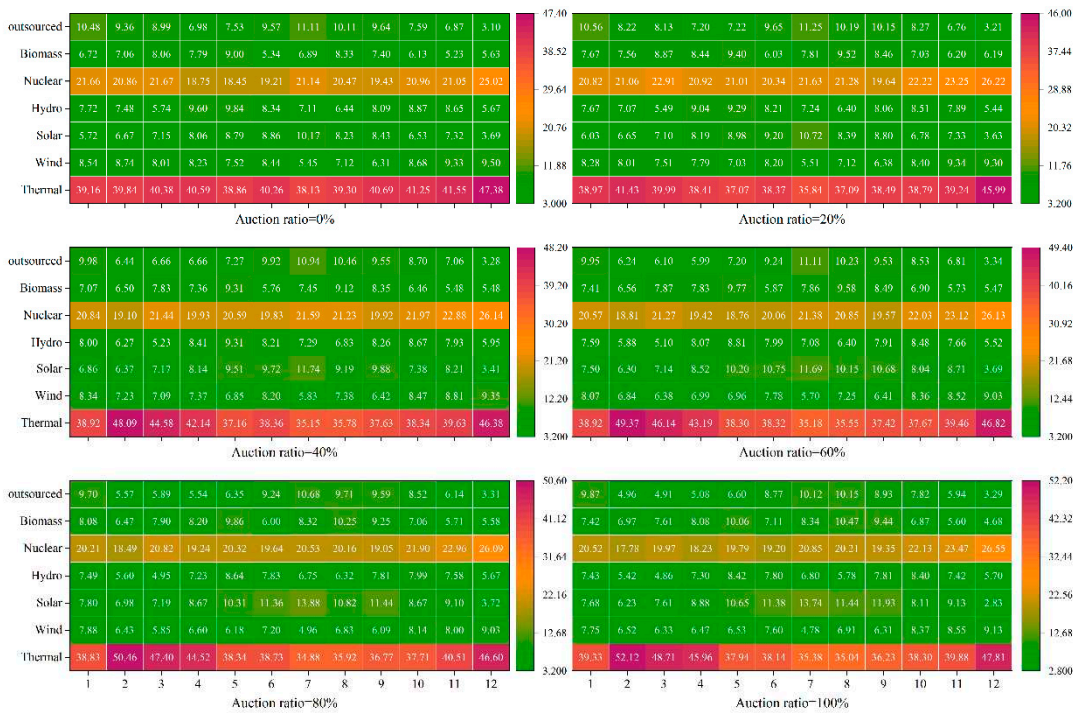 outsourced 10.48 9.36 8.99 6.98 7.53 9.57 11.11 10.11 9.64 7.59 6.87 3.10
Biomass 6.72 7.06 8.06 7.79 9.00 5.34 6.89 8.33 7.40 6.13 5.23 5.63
Nuclear 21.66 20.86 21.67 18.75 18.45 19.21 21.14 20.47 19.43 20.96 21.05 25.02
Hydro 7.72 7.48 5.74 9.60 9.84 8.34 7.11 6.44 8.09 8.87 8.65 5.67
Solar 5.72 6.67 7.15 8.06 8.79 8.86 10.17 8.23 8.43 6.53 7.32 3.69
Wind 8.54 8.74 8.01 8.23 7.52 8.44 5.45 7.12 6.31 8.68 9.33 9.50
Thermal 39.16 39.84 40.38 40.59 38.86 40.26 38.13 39.30 40.69 41.25 41.55 47.38
Auction ratio=0%
47.40
38.52
29.64
20.76
11.88
3.000
10.56 8.22 8.13 7.20 7.22 9.65 11.25 10.19 10.15 8.27 6.76 3.21
7.67 7.56 8.87 8.44 9.40 6.03 7.81 9.52 8.46 7.03 6.20 6.19
20.82 21.06 22.91 20.92 21.01 20.34 21.63 21.28 19.64 22.22 23.25 26.22
7.67 7.07 5.49 9.04 9.29 8.21 7.24 6.40 8.06 8.51 7.89 5.44
6.03 6.65 7.10 8.19 8.98 9.20 10.72 8.39 8.80 6.78 7.33 3.63
8.28 8.01 7.51 7.79 7.03 8.20 5.51 7.12 6.38 8.40 9.34 9.30
38.97 41.43 39.99 38.41 37.07 38.37 35.84 37.09 38.49 38.79 39.24 45.99
Auction ratio=20%
46.00
37.44
28.88
20.32
11.76
3.200
outsourced 9.98 6.44 6.66 6.66 7.27 9.92 10.94 10.46 9.55 8.70 7.06 3.28
Biomass 7.07 6.50 7.83 7.36 9.31 5.76 7.45 9.12 8.35 6.46 5.48 5.48
Nuclear 20.84 19.10 21.44 19.93 20.59 19.83 21.59 21.23 19.92 21.97 22.88 26.14
Hydro 8.00 6.27 5.23 8.41 9.31 8.21 7.29 6.83 8.26 8.67 7.93 5.95
Solar 6.86 6.37 7.17 8.14 9.51 9.72 11.74 9.19 9.88 7.38 8.21 3.41
Wind 8.34 7.23 7.09 7.37 6.85 8.20 5.83 7.38 6.42 8.47 8.81 9.35
Thermal 38.92 48.09 44.58 42.14 37.16 38.36 35.15 35.78 37.63 38.34 39.63 46.38
Auction ratio=40%
48.20
39.20
30.20
21.20
12.20
3.200
9.95 6.24 6.10 5.99 7.20 9.24 11.11 10.23 9.53 8.53 6.81 3.34
7.41 6.56 7.87 7.83 9.77 5.87 7.86 9.58 8.49 6.90 5.73 5.47
20.57 18.81 21.27 19.42 18.76 20.06 21.38 20.85 19.57 22.03 23.12 26.13
7.59 5.88 5.10 8.07 8.81 7.99 7.08 6.40 7.91 8.48 7.66 5.52
7.50 6.30 7.14 8.52 10.20 10.75 11.69 10.15 10.68 8.04 8.71 3.69
8.07 6.84 6.38 6.99 6.96 7.78 5.70 7.25 6.41 8.36 8.52 9.03
38.92 49.37 46.14 43.19 38.30 38.32 35.18 35.55 37.42 37.67 39.46 46.82
Auction ratio=60%
49.40
40.16
30.92
21.68
12.44
3.200
outsourced 9.70 5.57 5.89 5.54 6.35 9.24 10.68 9.71 9.59 8.52 6.14 3.31
Biomass 8.08 6.47 7.90 8.20 9.86 6.00 8.32 10.25 9.25 7.06 5.71 5.58
Nuclear 20.21 18.49 20.82 19.24 20.32 19.64 20.53 20.16 19.05 21.90 22.96 26.09
Hydro 7.49 5.60 4.95 7.23 8.64 7.83 6.75 6.32 7.81 7.99 7.58 5.67
Solar 7.80 6.98 7.19 8.67 10.31 11.36 13.88 10.82 11.44 8.67 9.10 3.72
Wind 7.88 6.43 5.85 6.60 6.18 7.20 4.96 6.83 6.09 8.14 8.00 9.03
Thermal 38.83 50.46 47.40 44.52 38.34 38.73 34.88 35.92 36.77 37.71 40.51 46.60
1 2 3 4 5 6 7 8 9 10 11 12
Auction ratio=80%
50.60
41.12
31.64
22.16
12.68
3.200
9.87 4.96 4.91 5.08 6.60 8.77 10.12 10.15 8.93 7.82 5.94 3.29
7.42 6.97 7.61 8.08 10.06 7.11 8.34 10.47 9.44 6.87 5.60 4.68
20.52 17.78 19.97 18.23 19.79 19.20 20.85 20.21 19.35 22.13 23.47 26.55
7.43 5.42 4.86 7.30 8.42 7.80 6.80 5.78 7.81 8.40 7.42 5.70
7.68 6.23 7.61 8.88 10.65 11.38 13.74 11.44 11.93 8.11 9.13 2.83
7.75 6.52 6.33 6.47 6.53 7.60 4.78 6.91 6.31 8.37 8.55 9.13
39.33 52.12 48.71 45.96 37.94 38.14 35.38 35.04 36.23 38.30 39.88 47.81
1 2 3 4 5 6 7 8 9 10 11 12
Auction ratio=100%
52.20
42.32
32.44
22.56
12.68
2.800